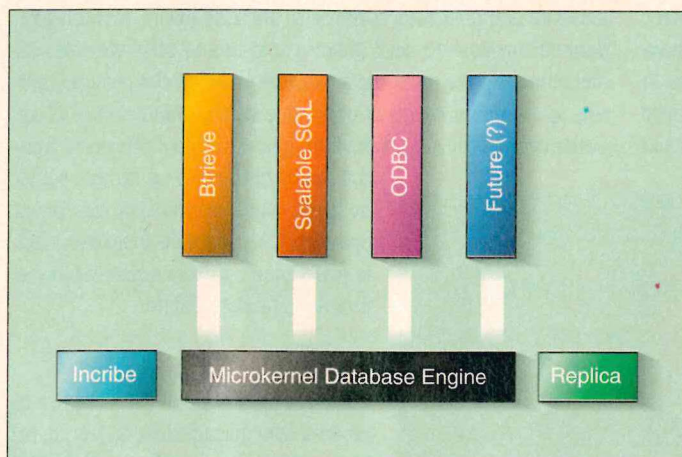 Btrieve
Scalable SQL
ODBC
Future (?)
Incribe
Microkernel Database Engine
Replica